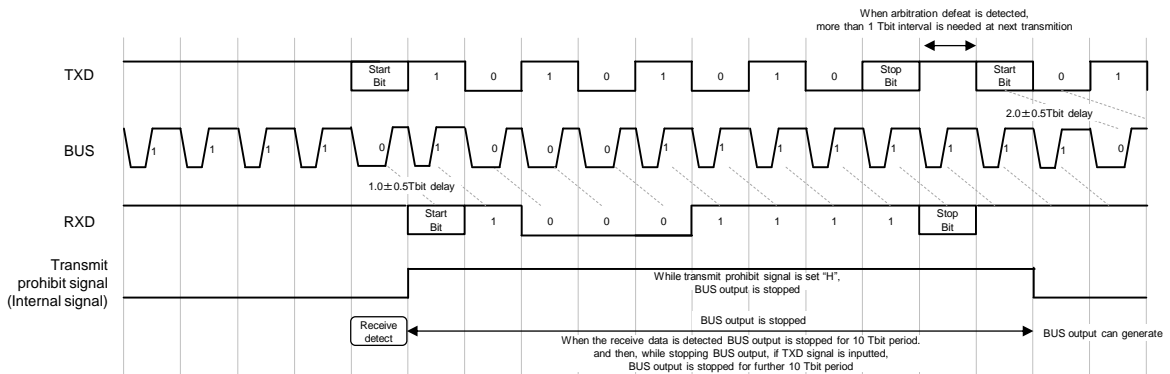 When arbitration defeat is detected,
more than 1 Tbit interval is needed at next transmition
TXD
Start
Bit
1 0 1 0 1 0 1 0
Stop
Bit
Start
Bit
0 1
2.0±0.5Tbit delay
BUS
1 1 1 1 0 1 0 0 0 1 1 1 1 1 1 1 1 0
1.0±0.5Tbit delay
RXD
Start
Bit
1 0 0 0 1 1 1 1
Stop
Bit
Transmit
prohibit signal
(Internal signal)
While transmit prohibit signal is set "H",
BUS output is stopped
Receive
detect
BUS output is stopped
When the receive data is detected BUS output is stopped for 10 Tbit period.
and then, while stopping BUS output, if TXD signal is inputted,
BUS output is stopped for further 10 Tbit period
BUS output can generate